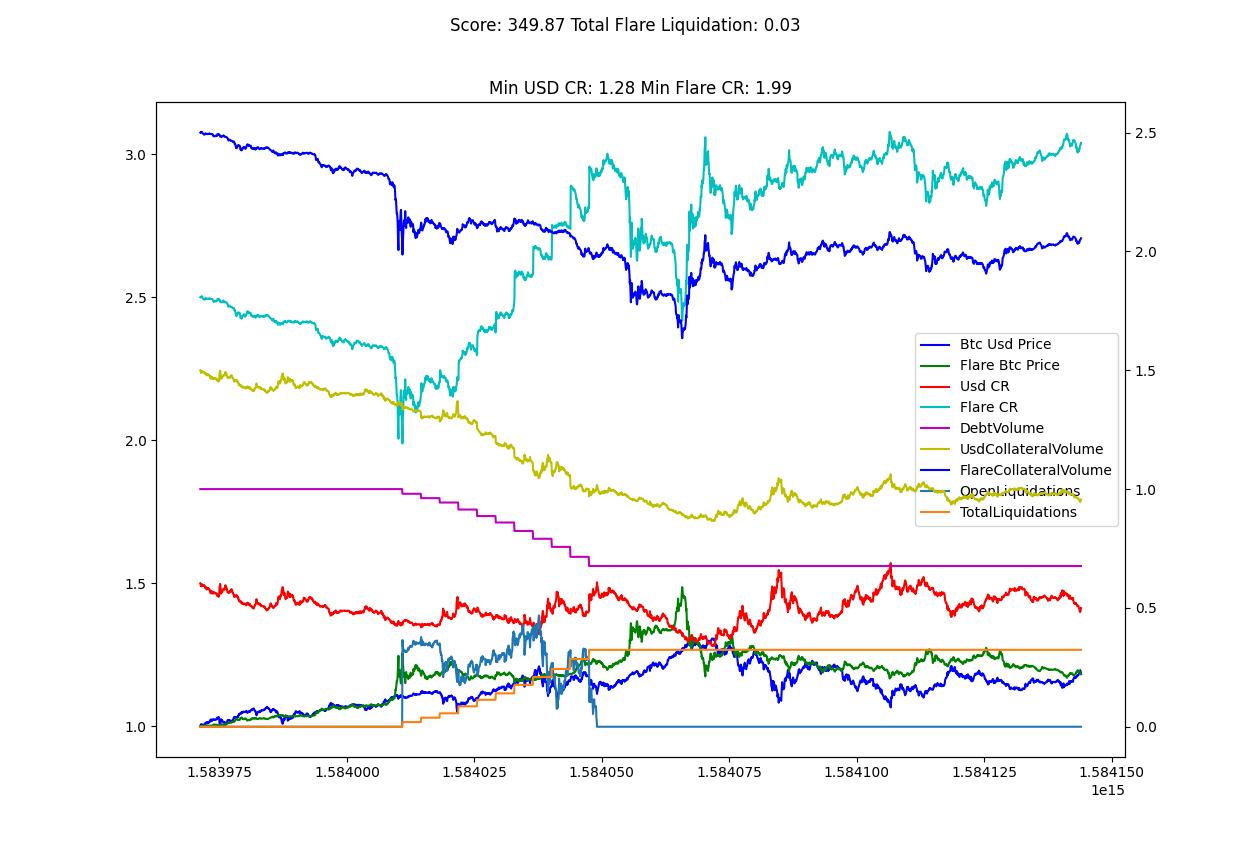 Score: 349.87 Total Flare Liquidation: 0.03
Min USD CR: 1.28 Min Flare CR: 1.99
3.0
2.5
2.0
1.5
1.0
2.5
2.0
1.5
1.0
0.5
0.0
Btc Usd Price
Flare Btc Price
Usd CR
Flare CR
DebtVolume
UsdCollateralVolume
FlareCollateralVolume
OpenLiquidations
TotalLiquidations
1.583975 1.584000 1.584025 1.584050 1.584075 1.584100 1.584125 1.584150
1e15